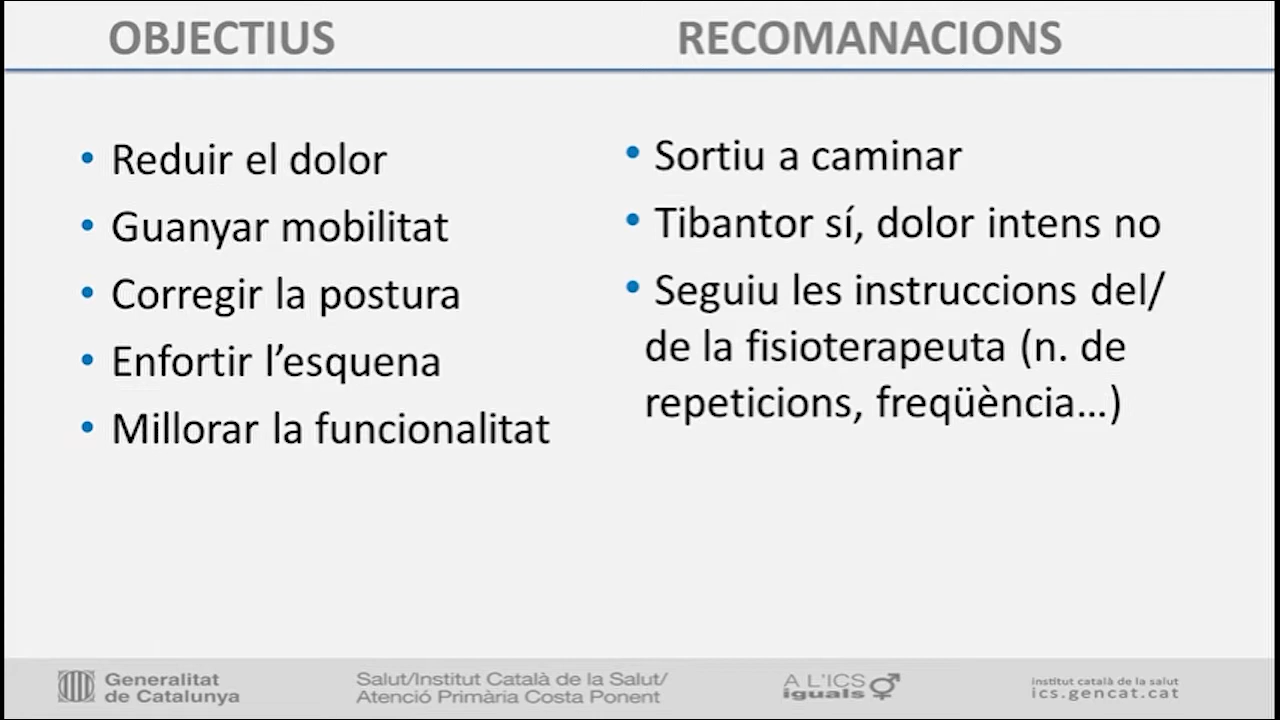 OBJECTIUS
• Reduir el dolor
• Guanyar mobilitat
• Corregir la postura
• Enfortir l’esquena
• Millorar la funcionalitat
RECOMANACIONS
• Sortiu a caminar
• Tibantor sí, dolor intens no
• Seguiu les instruccions del/
de la fisioterapeuta (n. de
repeticions, freqüència...)
Generalitat
de Catalunya
Salut/Institut Català de la Salut/
Atenció Primària Costa Ponent
A L'ICS
iguals
institut català de la salut
ics.gencat.cat